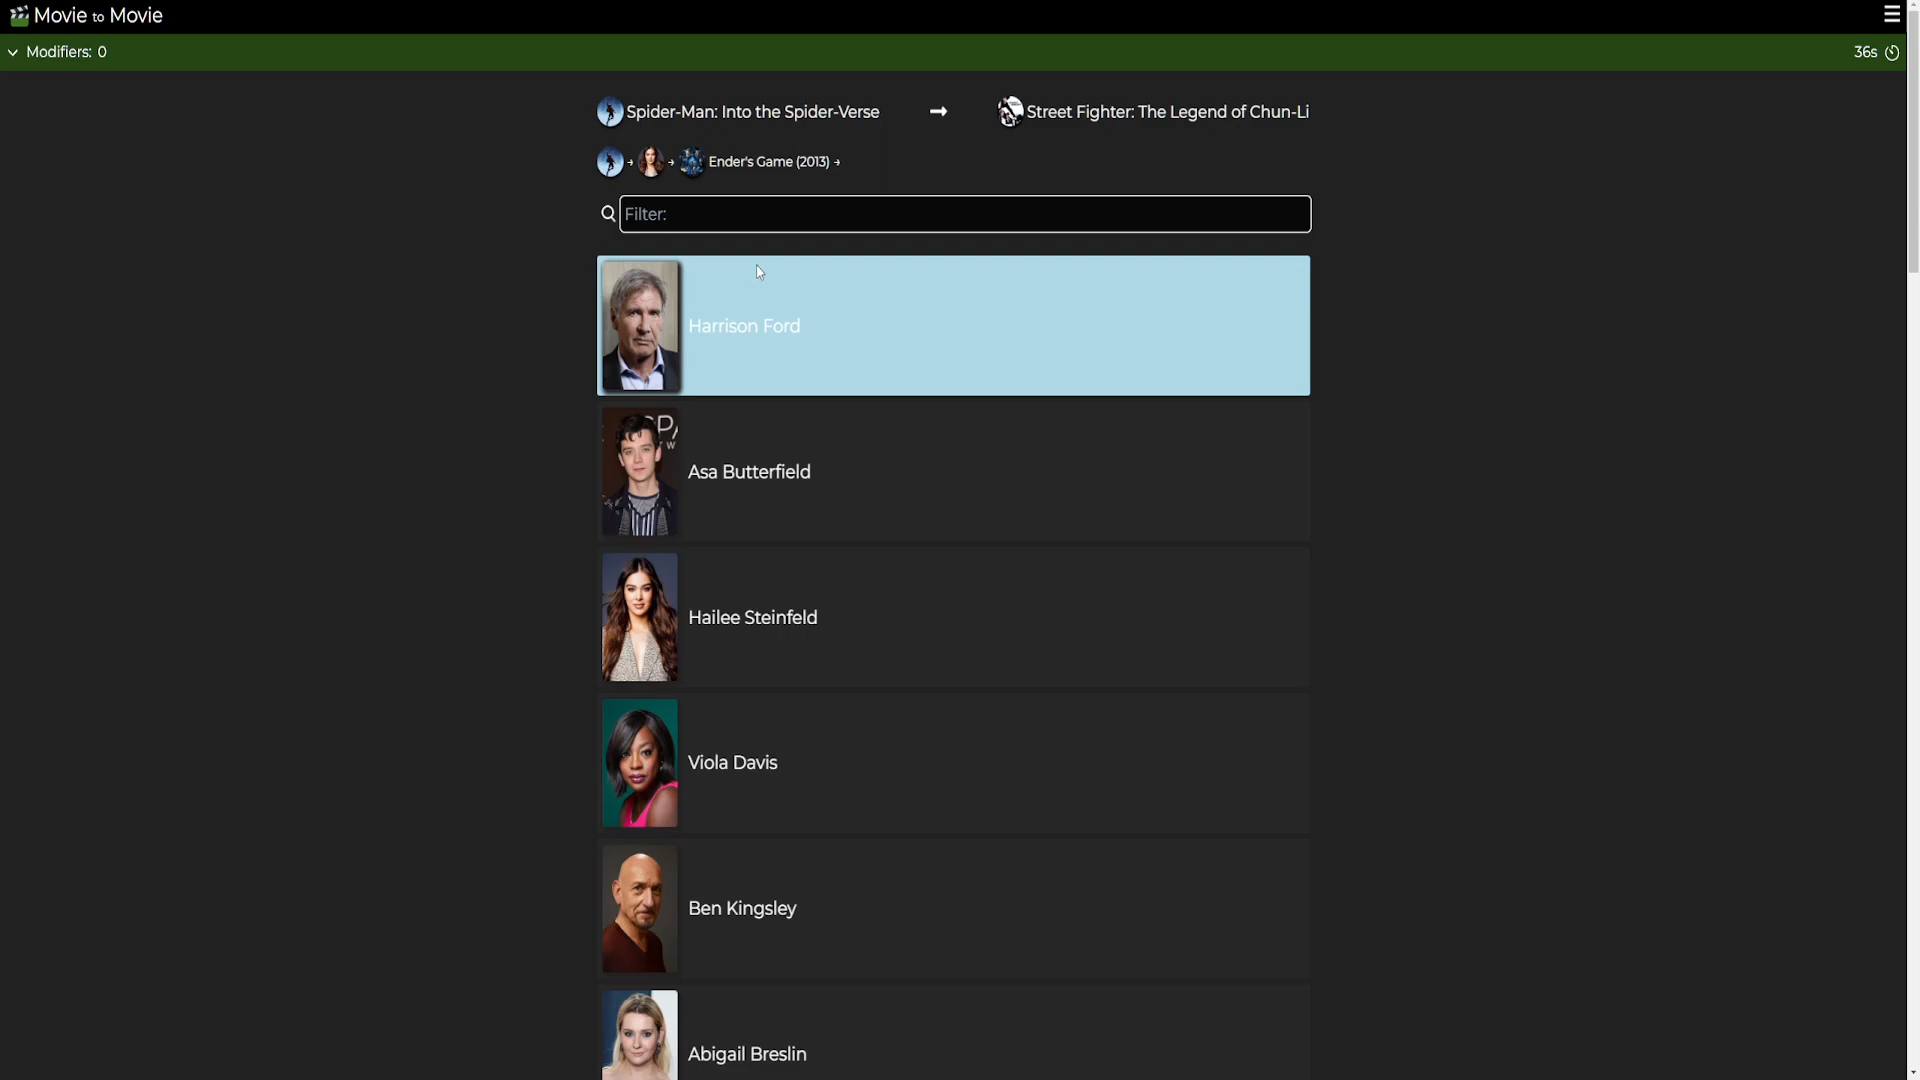 Movie to Movie
Modifiers: 0
36s
Spider-Man: Into the Spider-Verse → Street Fighter: The Legend of Chun-Li
→ → Ender's Game (2013) →
Filter:
Harrison Ford
Asa Butterfield
Hailee Steinfeld
Viola Davis
Ben Kingsley
Abigail Breslin